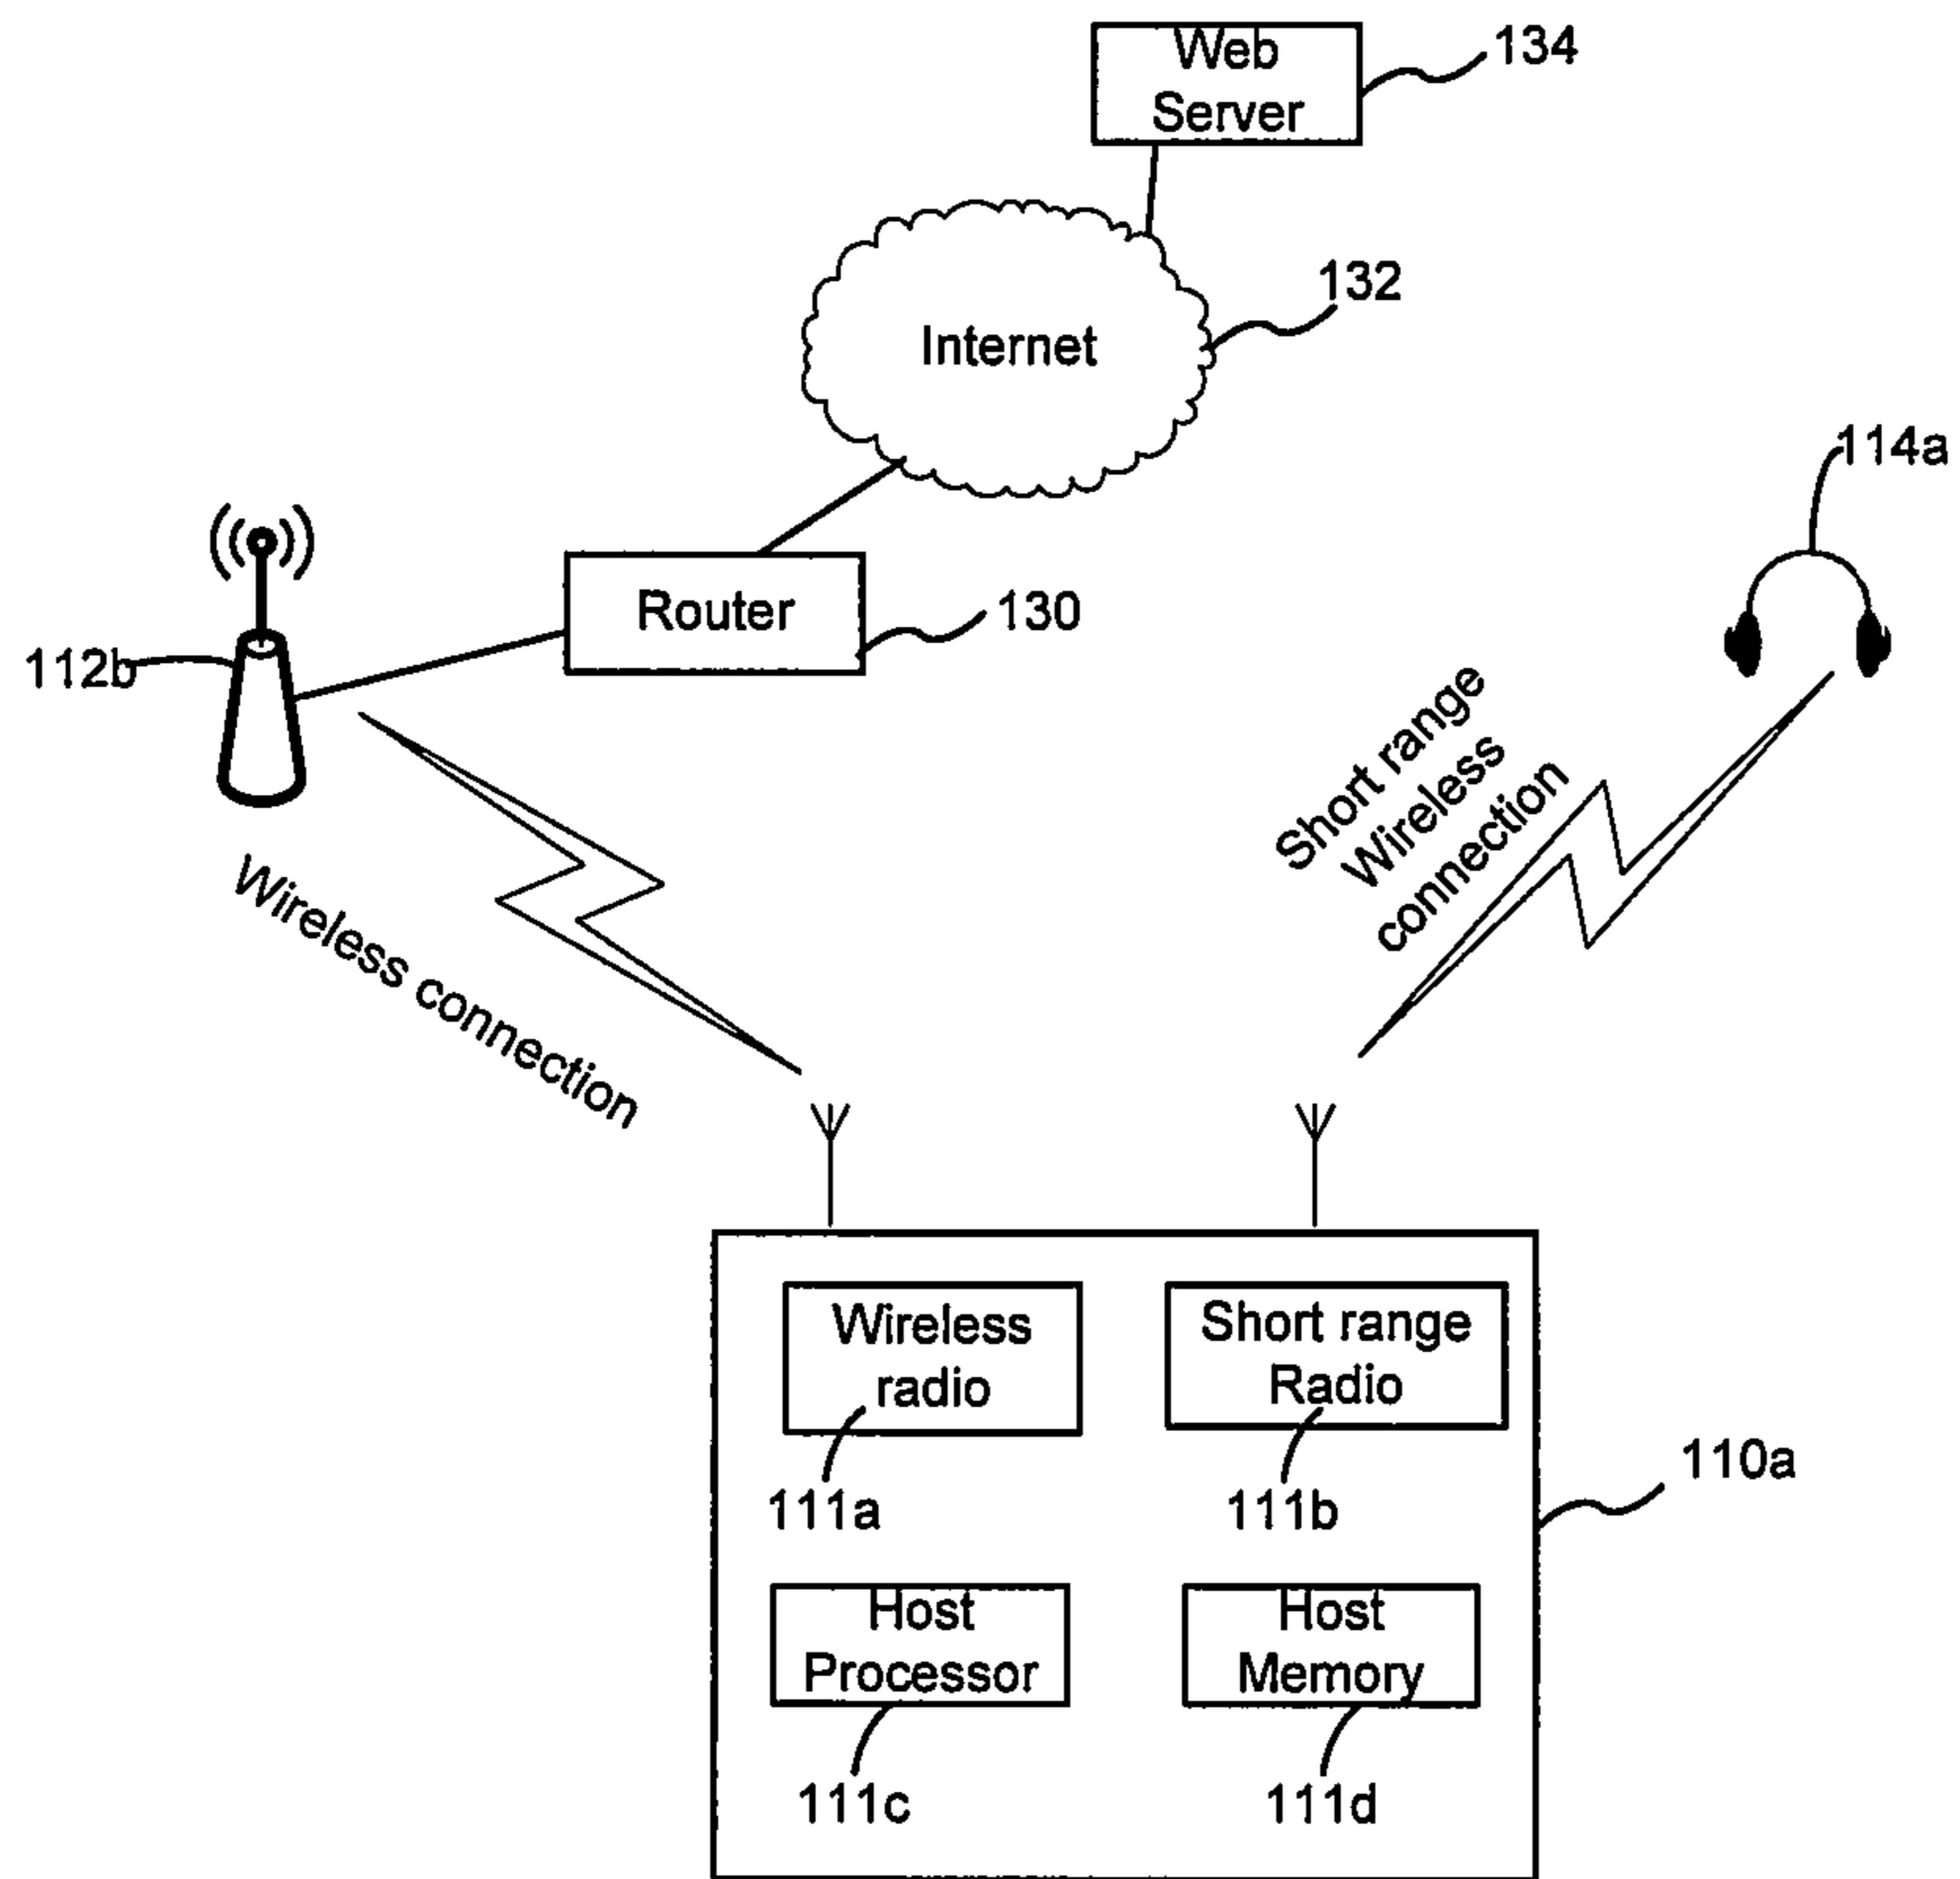 Web
Server
134
132
Internet
114a
Router
130
112b
Short range
Wireless
connection
Wireless connection
Wireless
radio
Short range
Radio
110a
111a
111b
Host
Processor
Host
Memory
111c
111d